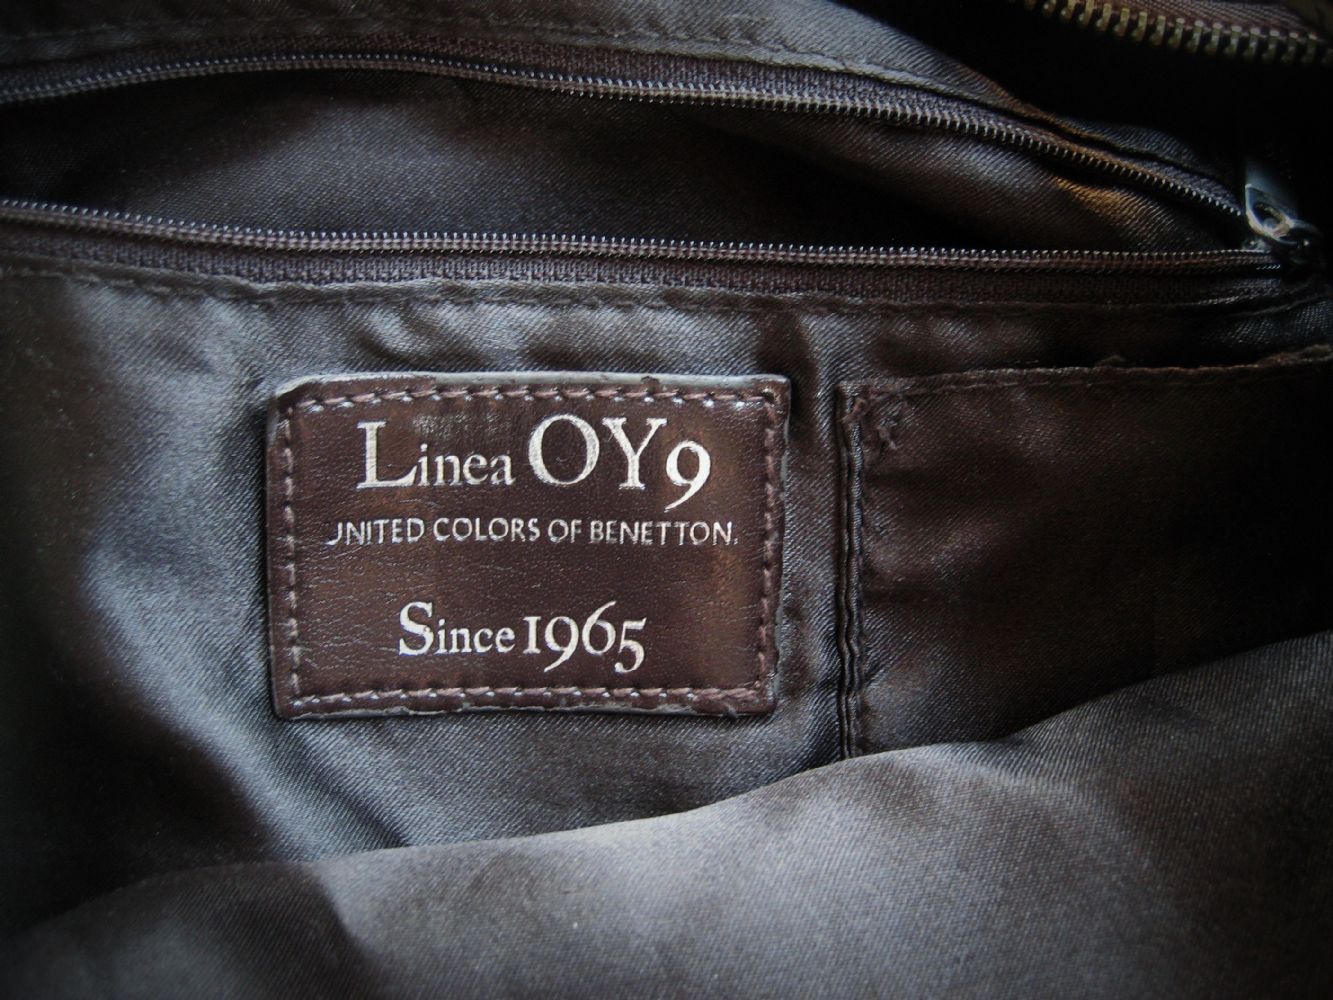 Linea OY9
UNITED COLORS OF BENETTON.
Since 1965